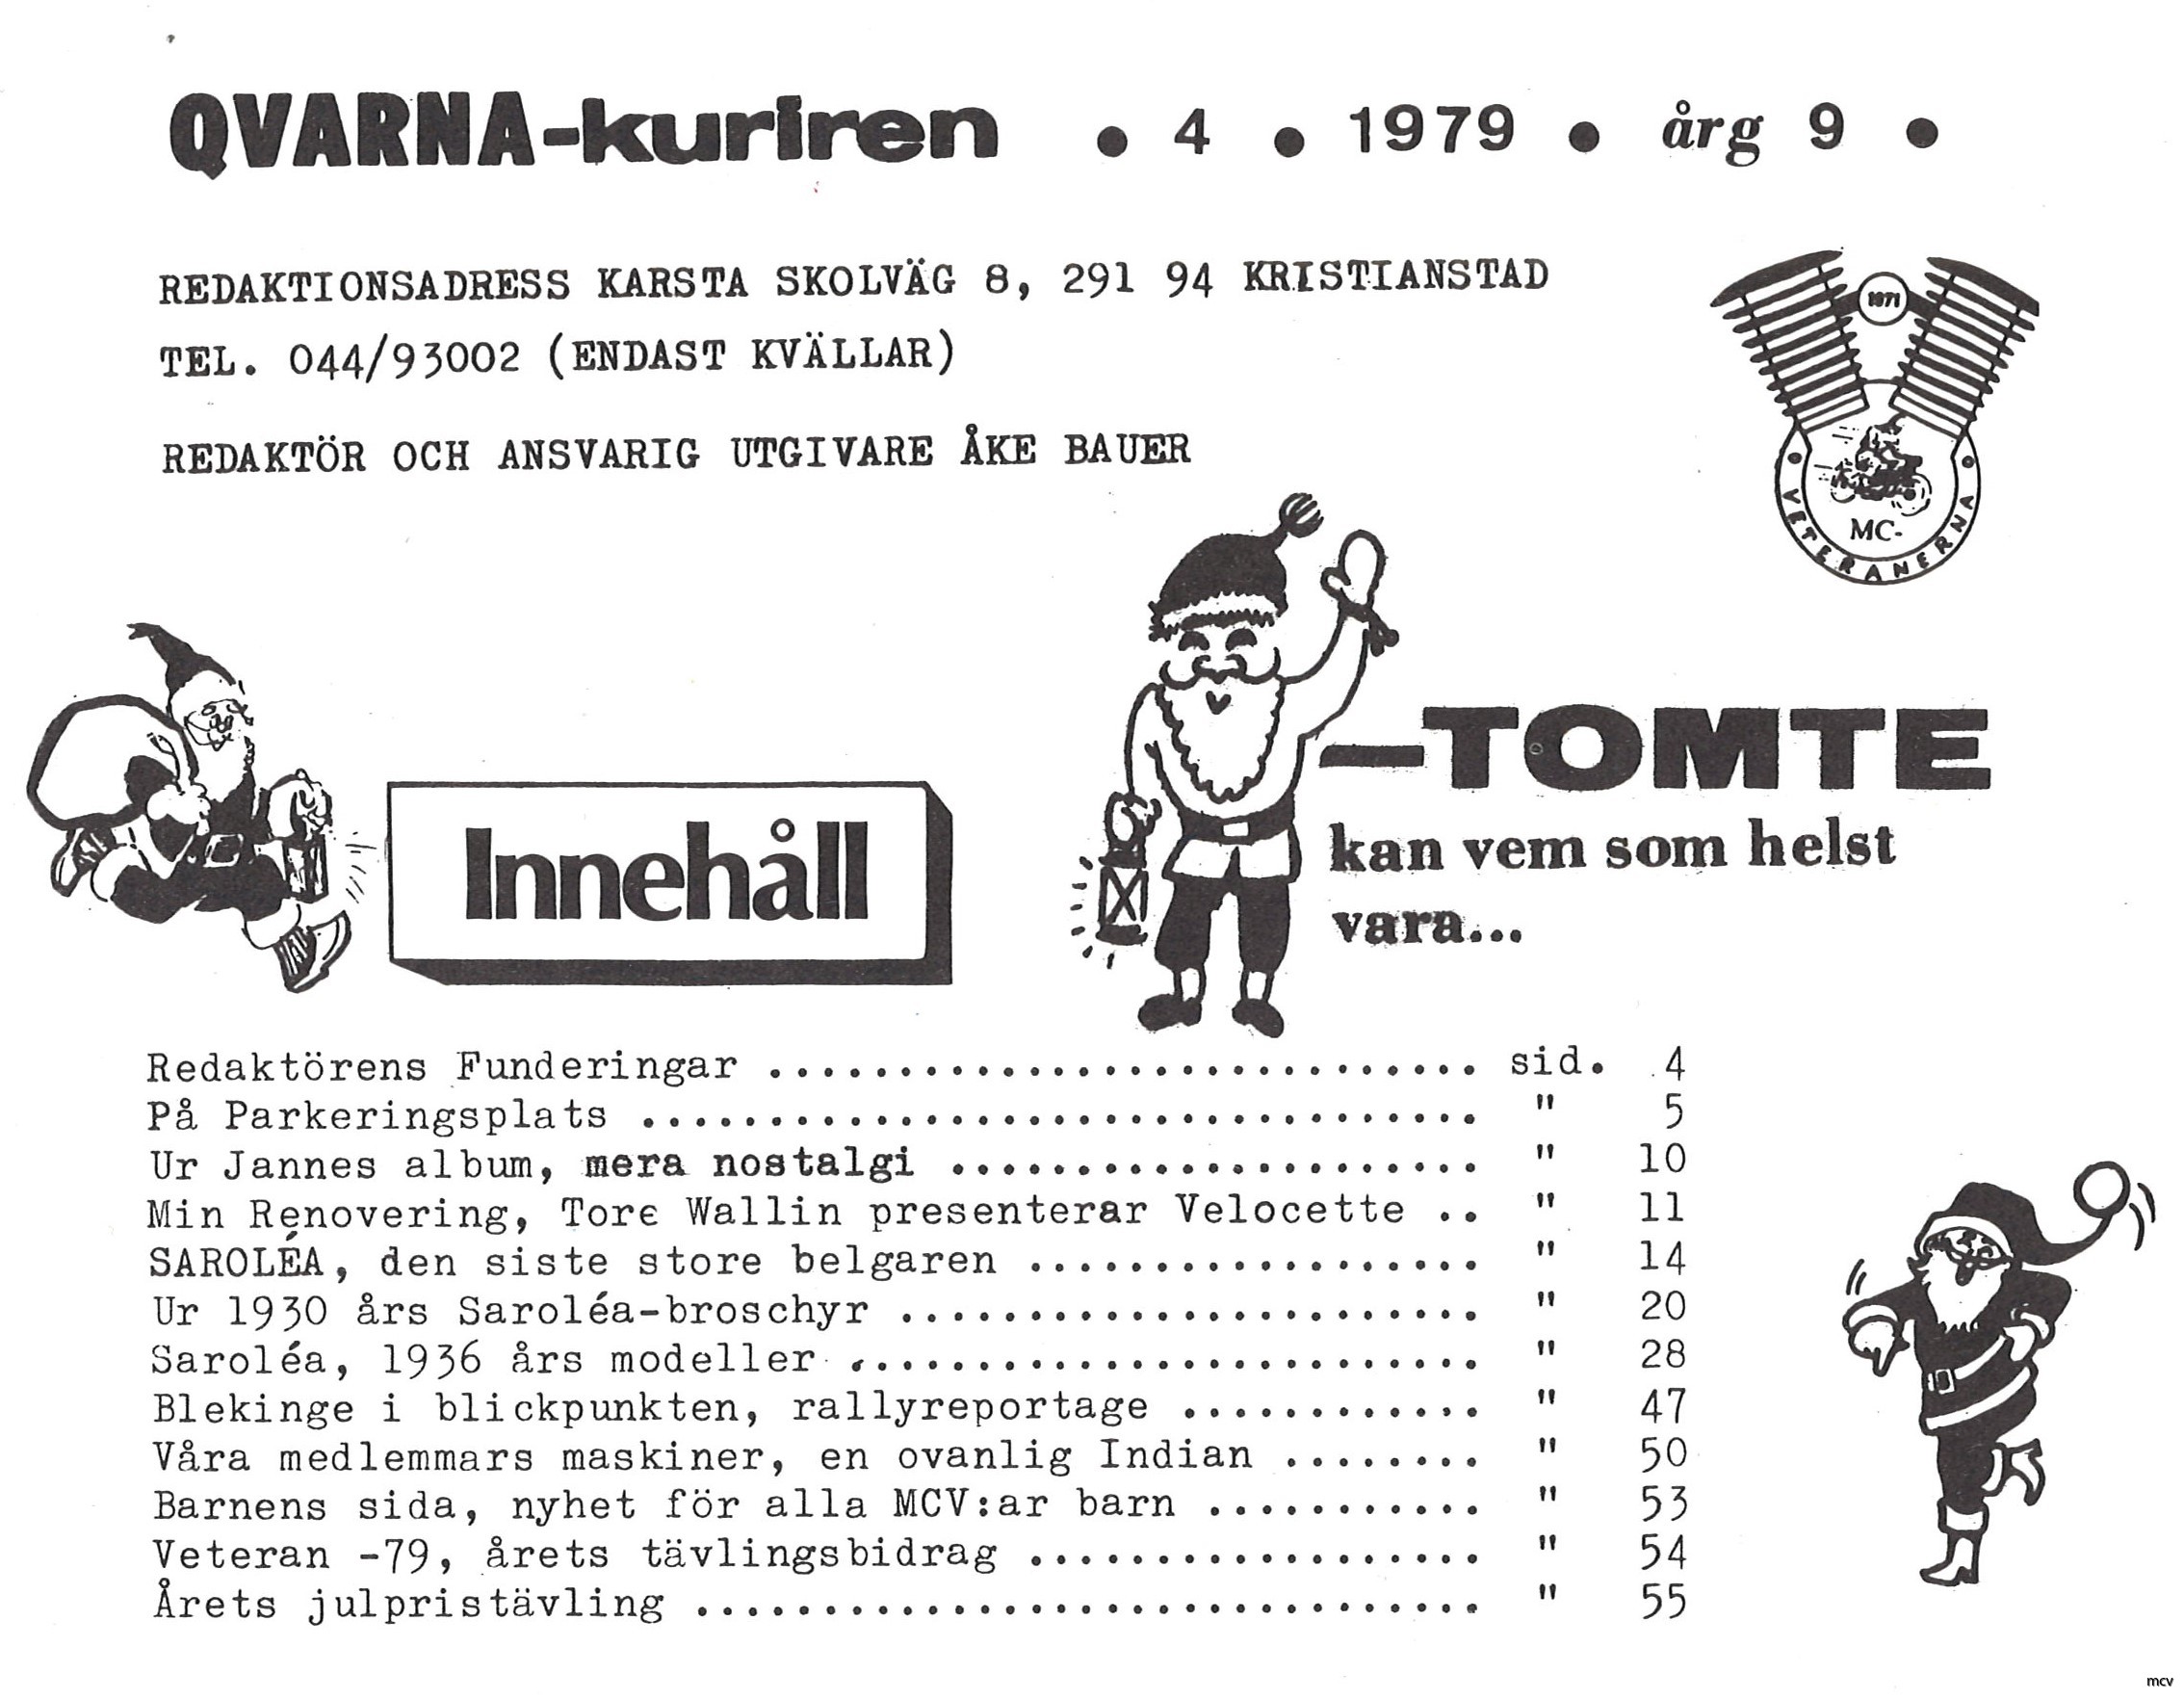 QVARNA-kuriren • 4 • 1979 • årg 9 •
REDAKTIONSADRESS KARSTA SKOLVÄG 8, 291 94 KRISTIANSTAD
TEL. 044/93002 (ENDAST KVÄLLAR)
REDAKTÖR OCH ANSVARIG UTGIVARE ÅKE BAUER
1971
MC-
VETERANERNA
–TOMTE
kan vem som helst
vara...
Innehåll
Redaktörens Funderingar ............................ sid. 4
På Parkeringsplats ................................. " 5
Ur Jannes album, mera nostalgi ..................... " 10
Min Renovering, Tore Wallin presenterar Velocette .. " 11
SAROLÉA, den siste store belgaren .................. " 14
Ur 1930 års Saroléa-broschyr ....................... " 20
Saroléa, 1936 års modeller ......................... " 28
Blekinge i blickpunkten, rallyreportage ............ " 47
Våra medlemmars maskiner, en ovanlig Indian ........ " 50
Barnens sida, nyhet för alla MCV:ar barn ........... " 53
Veteran -79, årets tävlingsbidrag .................. " 54
Årets julpristävling ............................... " 55
mcv